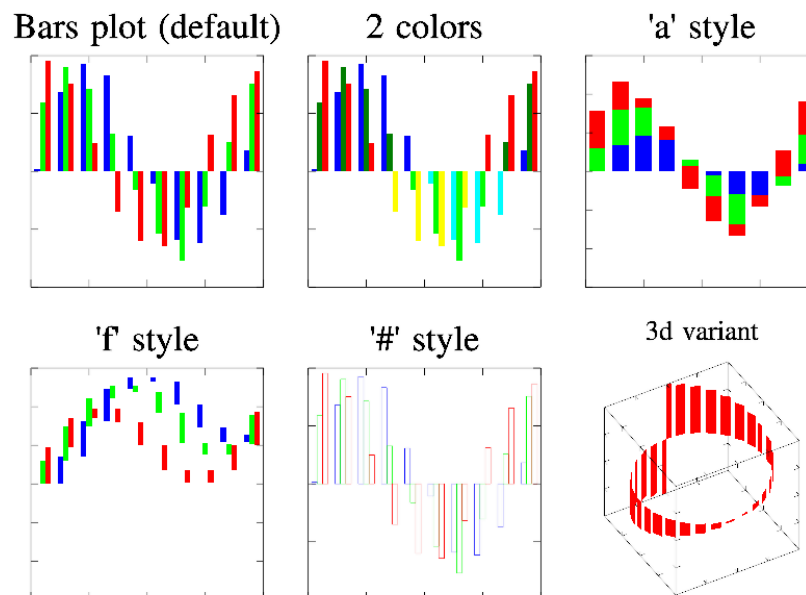 Bars plot (default)
2 colors
'a' style
'f' style
'#' style
3d variant